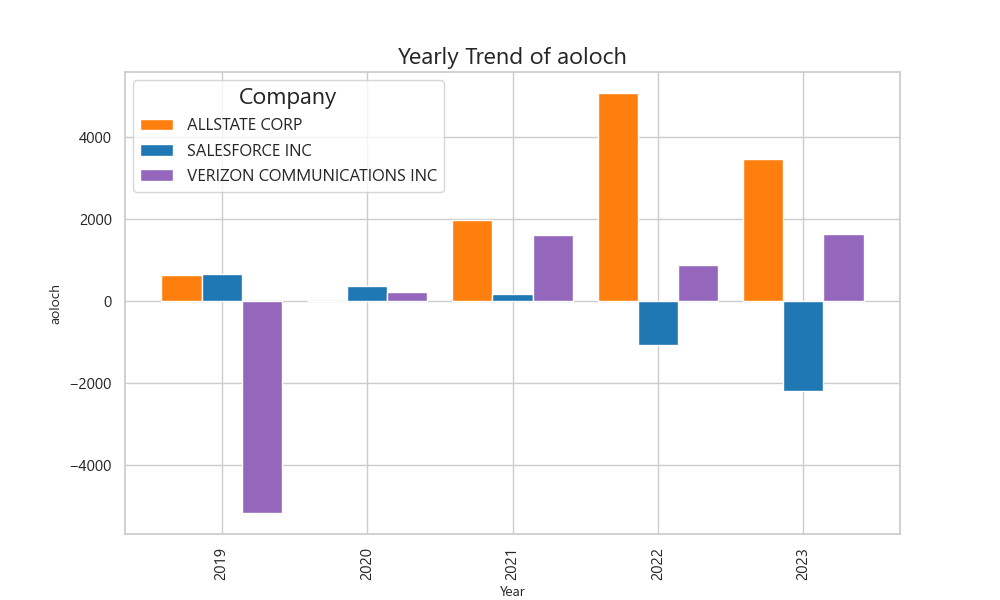 Yearly Trend of aoloch
Company
ALLSTATE CORP
SALESFORCE INC
VERIZON COMMUNICATIONS INC
4000
2000
0
−2000
−4000
aoloch
2019
2020
2021
2022
2023
Year